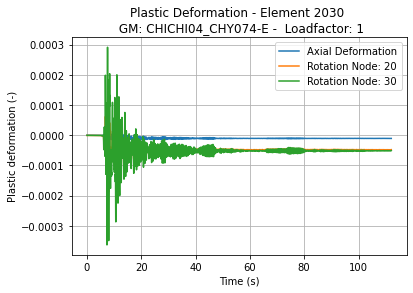 Plastic Deformation - Element 2030
GM: CHICHI04_CHY074-E - Loadfactor: 1
Axial Deformation
Rotation Node: 20
Rotation Node: 30
Plastic deformation (-)
0.0003
0.0002
0.0001
0.0000
−0.0001
−0.0002
−0.0003
0
20
40
60
80
100
Time (s)